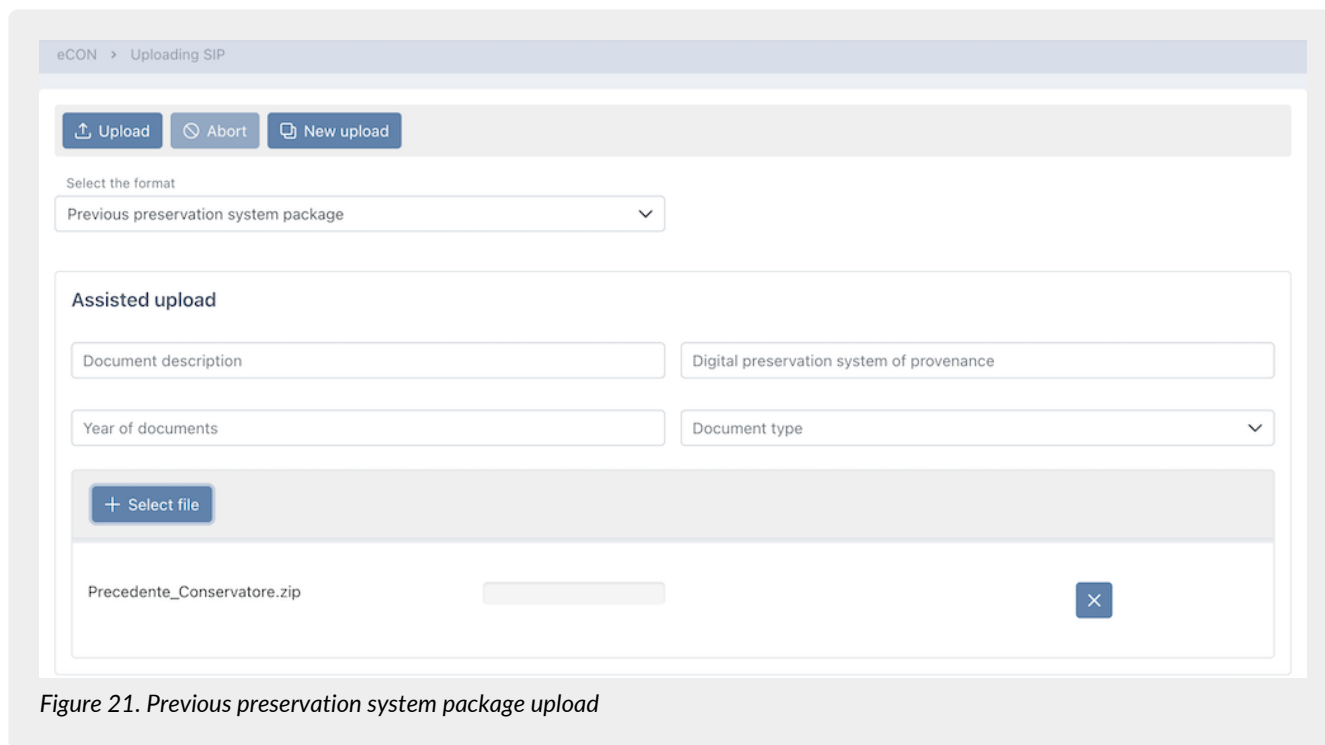 eCON > Uploading SIP
Upload Abort New upload
Select the format
Previous preservation system package
Assisted upload
Document description Digital preservation system of provenance
Year of documents Document type
+ Select file
Precedente_Conservatore.zip
Figure 21. Previous preservation system package upload